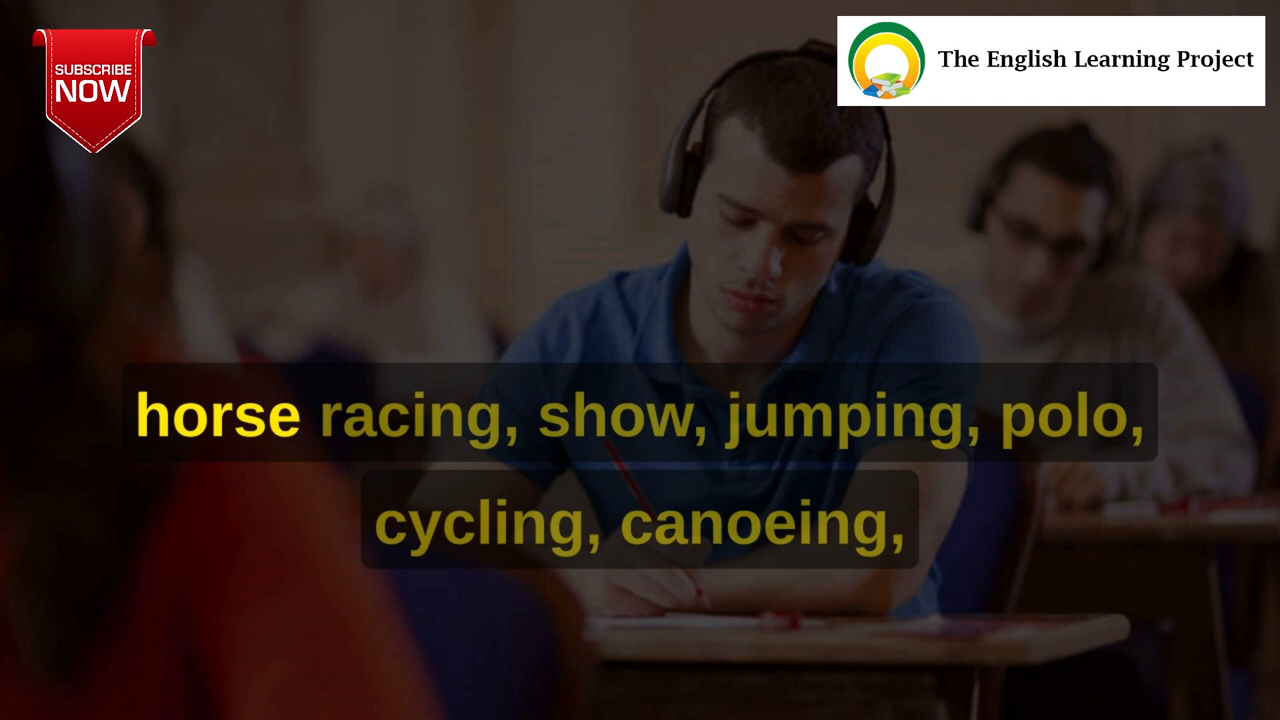 SUBSCRIBE
NOW
The English Learning Project
horse racing, show, jumping, polo,
cycling, canoeing,